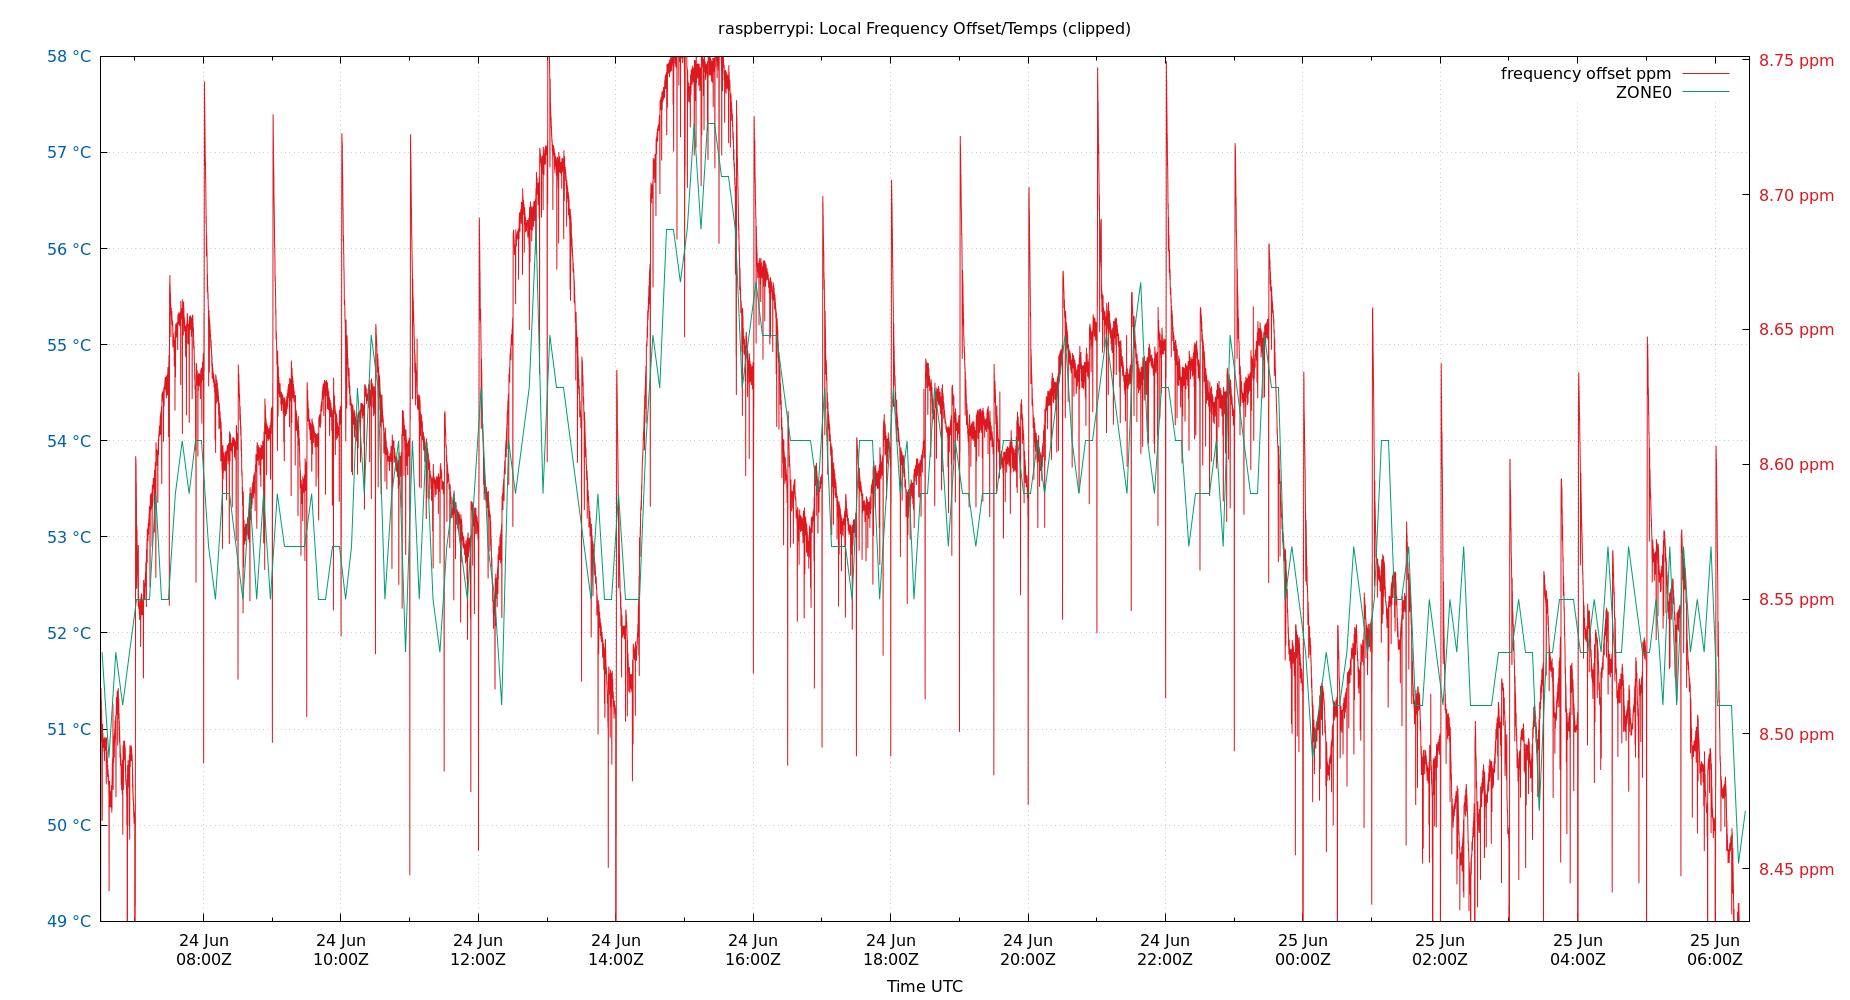 raspberrypi: Local Frequency Offset/Temps (clipped)
58 °C
57 °C
56 °C
55 °C
54 °C
53 °C
52 °C
51 °C
50 °C
49 °C
8.75 ppm
8.70 ppm
8.65 ppm
8.60 ppm
8.55 ppm
8.50 ppm
8.45 ppm
frequency offset ppm
ZONE0
24 Jun 24 Jun 24 Jun 24 Jun 24 Jun 24 Jun 24 Jun 24 Jun 25 Jun 25 Jun 25 Jun 25 Jun
08:00Z 10:00Z 12:00Z 14:00Z 16:00Z 18:00Z 20:00Z 22:00Z 00:00Z 02:00Z 04:00Z 06:00Z
Time UTC